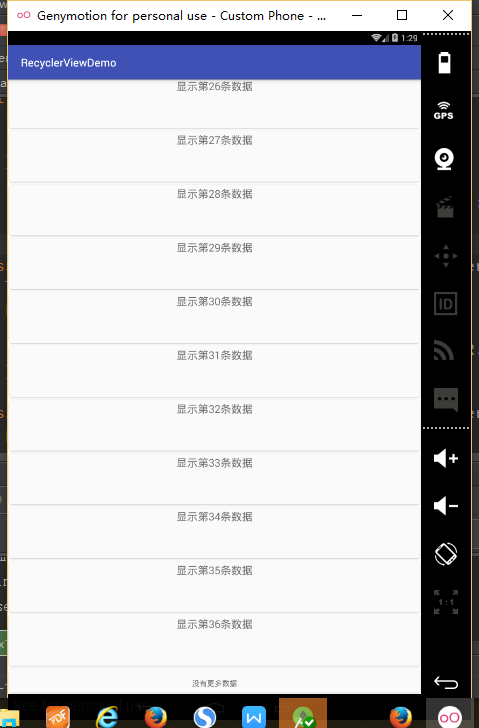 Genymotion for personal use - Custom Phone - ...
1:29
RecyclerViewDemo
显示第26条数据
GPS
显示第27条数据
显示第28条数据
显示第29条数据
显示第30条数据
ID
显示第31条数据
显示第32条数据
显示第33条数据
显示第34条数据
显示第35条数据
1:1
显示第36条数据
没有更多数据
PDF